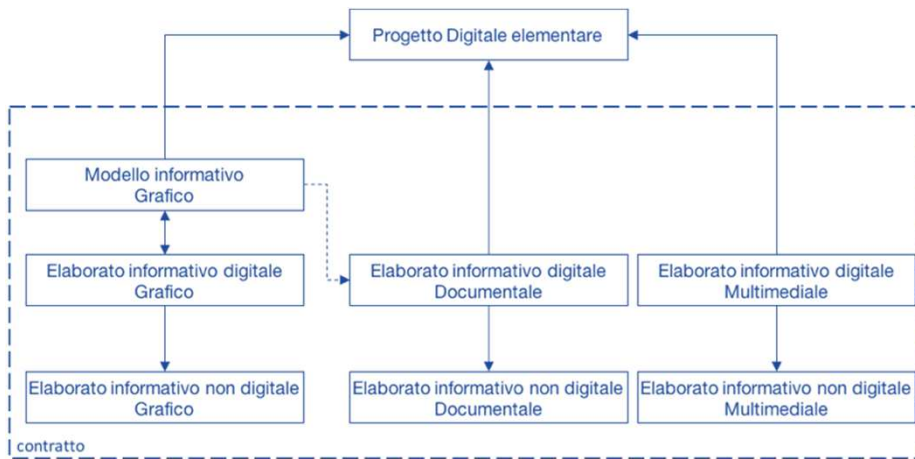 Progetto Digitale elementare
Modello informativo
Grafico
Elaborato informativo digitale
Grafico
Elaborato informativo digitale
Documentale
Elaborato informativo digitale
Multimediale
Elaborato informativo non digitale
Grafico
Elaborato informativo non digitale
Documentale
Elaborato informativo non digitale
Multimediale
contratto